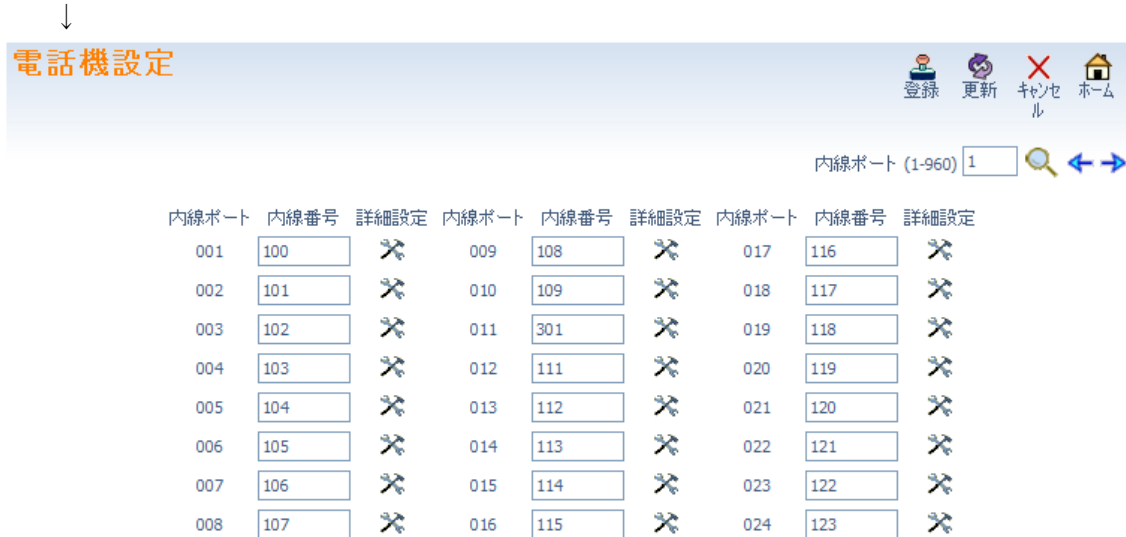 ↓
電話機設定
登録 更新 キャンセル ホーム
内線ポート (1-960) 1
内線ポート 内線番号 詳細設定 内線ポート 内線番号 詳細設定 内線ポート 内線番号 詳細設定
001 100 009 108 017 116
002 101 010 109 018 117
003 102 011 301 019 118
004 103 012 111 020 119
005 104 013 112 021 120
006 105 014 113 022 121
007 106 015 114 023 122
008 107 016 115 024 123